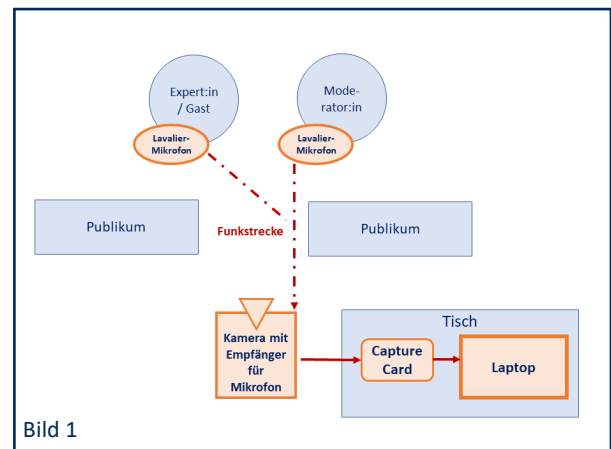 Expert:in
/ Gast
Mode-
rator:in
Lavalier-
Mikrofon
Lavalier-
Mikrofon
Publikum
Funkstrecke
Publikum
Kamera mit
Empfänger
für
Mikrofon
Tisch
Capture
Card
Laptop
Bild 1